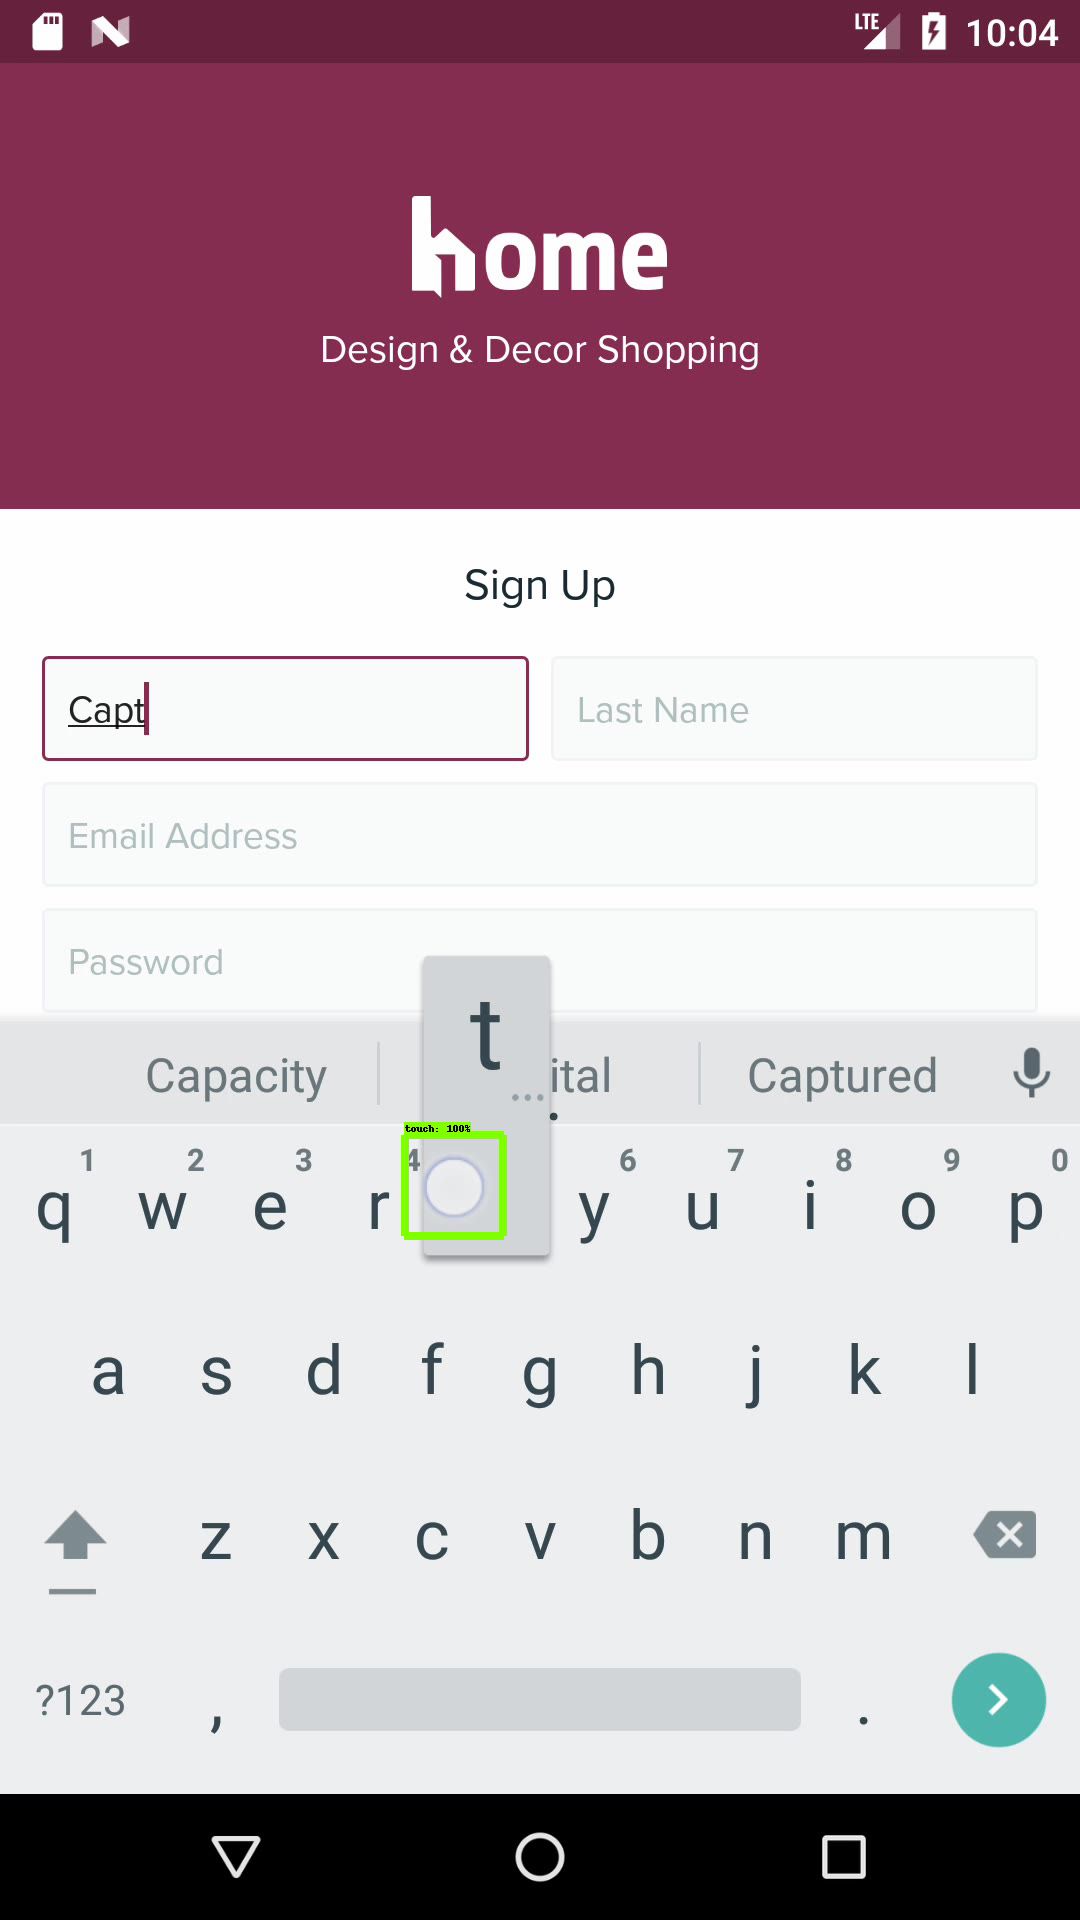 LTE 10:04
home
Design & Decor Shopping
Sign Up
Capt Last Name
Email Address
Password
t
Capacity ital Captured
touch: 100%
1 2 3 4 6 7 8 9 0
q w e r y u i o p
a s d f g h j k l
z x c v b n m
?123 , .